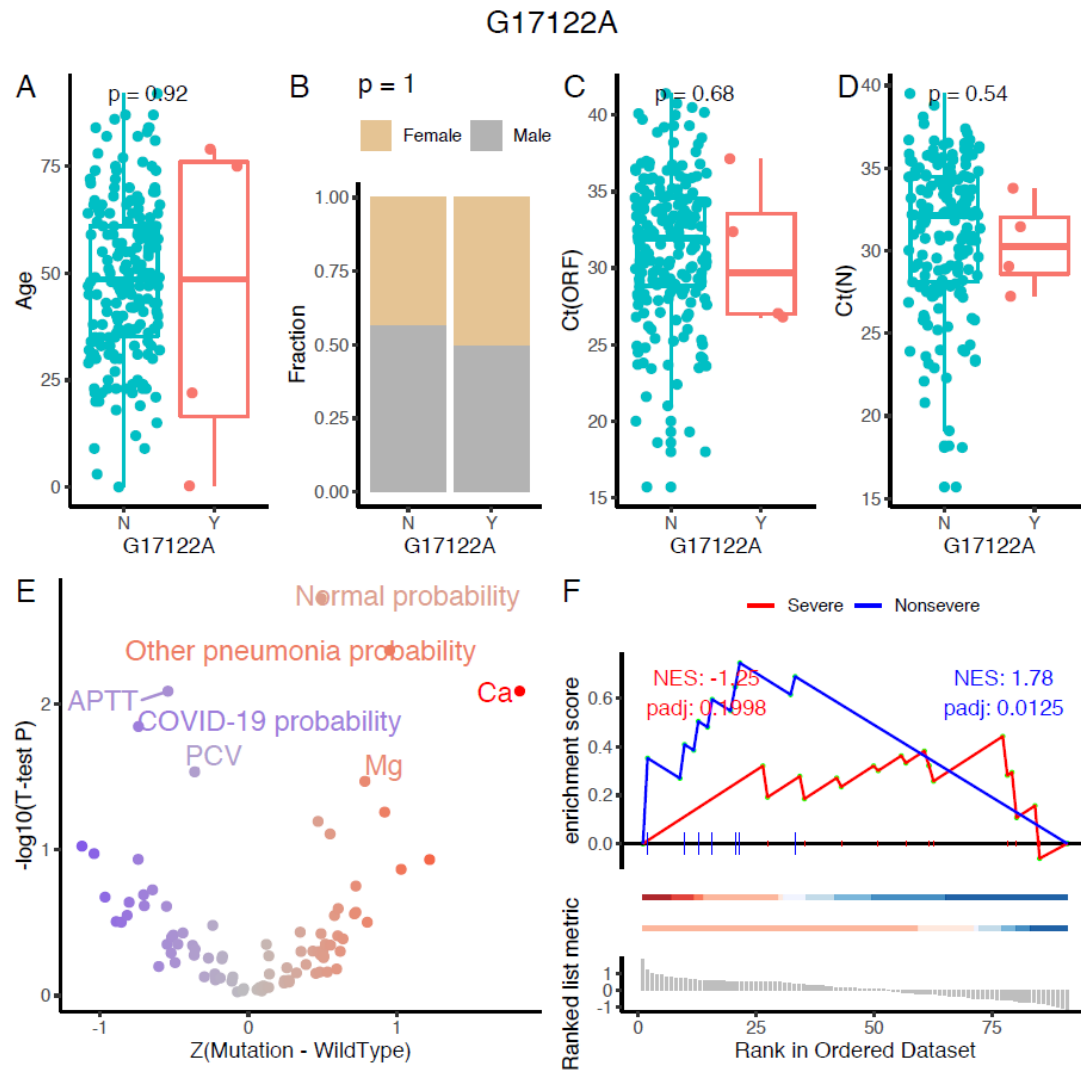 G17122A
A
p = 0.92
Age
75
50
25
0
N
Y
G17122A
B
p = 1
Female
Male
Fraction
1.00
0.75
0.50
0.25
0.00
N
Y
G17122A
C
p = 0.68
Ct(ORF)
40
35
30
25
20
15
N
Y
G17122A
D
p = 0.54
Ct(N)
40
35
30
25
20
15
N
Y
G17122A
E
Normal probability
Other pneumonia probability
APTT
Ca
COVID-19 probability
PCV
Mg
-log10(T-test P)
2
1
0
-1
0
1
Z(Mutation - WildType)
F
Severe
Nonsevere
NES: -1.25
padj: 0.1998
NES: 1.78
padj: 0.0125
enrichment score
0.6
0.4
0.2
0.0
Ranked list metric
1
0
-1
0
25
50
75
Rank in Ordered Dataset